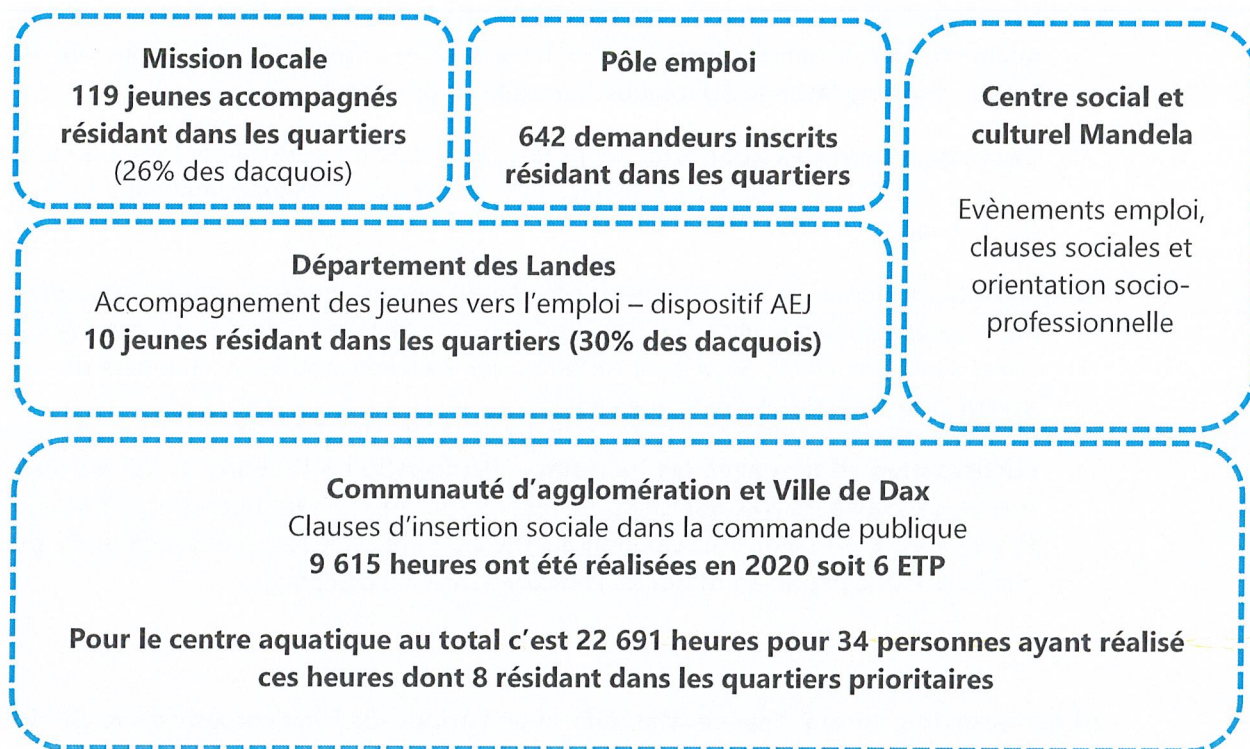 Mission locale
119 jeunes accompagnés
résidant dans les quartiers
(26% des dacquois)
Pôle emploi
642 demandeurs inscrits
résidant dans les quartiers
Centre social et
culturel Mandela
Evènements emploi,
clauses sociales et
orientation socio-
professionnelle
Département des Landes
Accompagnement des jeunes vers l'emploi – dispositif AEJ
10 jeunes résidant dans les quartiers (30% des dacquois)
Communauté d'agglomération et Ville de Dax
Clauses d'insertion sociale dans la commande publique
9 615 heures ont été réalisées en 2020 soit 6 ETP
Pour le centre aquatique au total c'est 22 691 heures pour 34 personnes ayant réalisé
ces heures dont 8 résidant dans les quartiers prioritaires